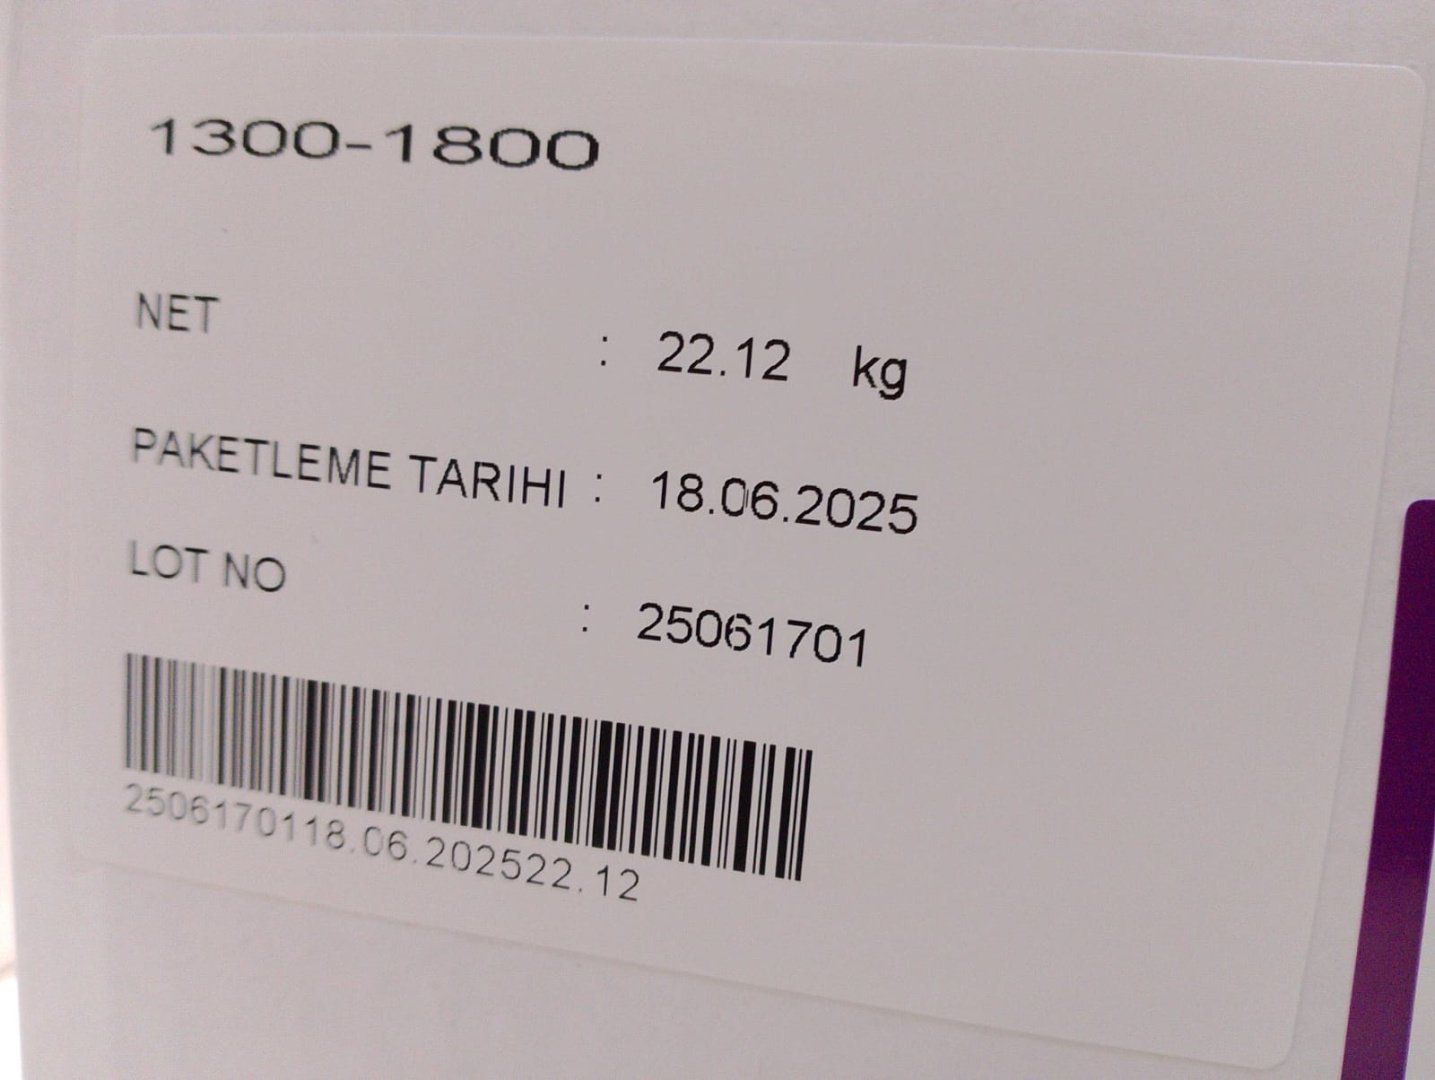 1300-1800
NET : 22.12 kg
PAKETLEME TARIHI : 18.06.2025
LOT NO : 25061701
2506170118.06.202522.12